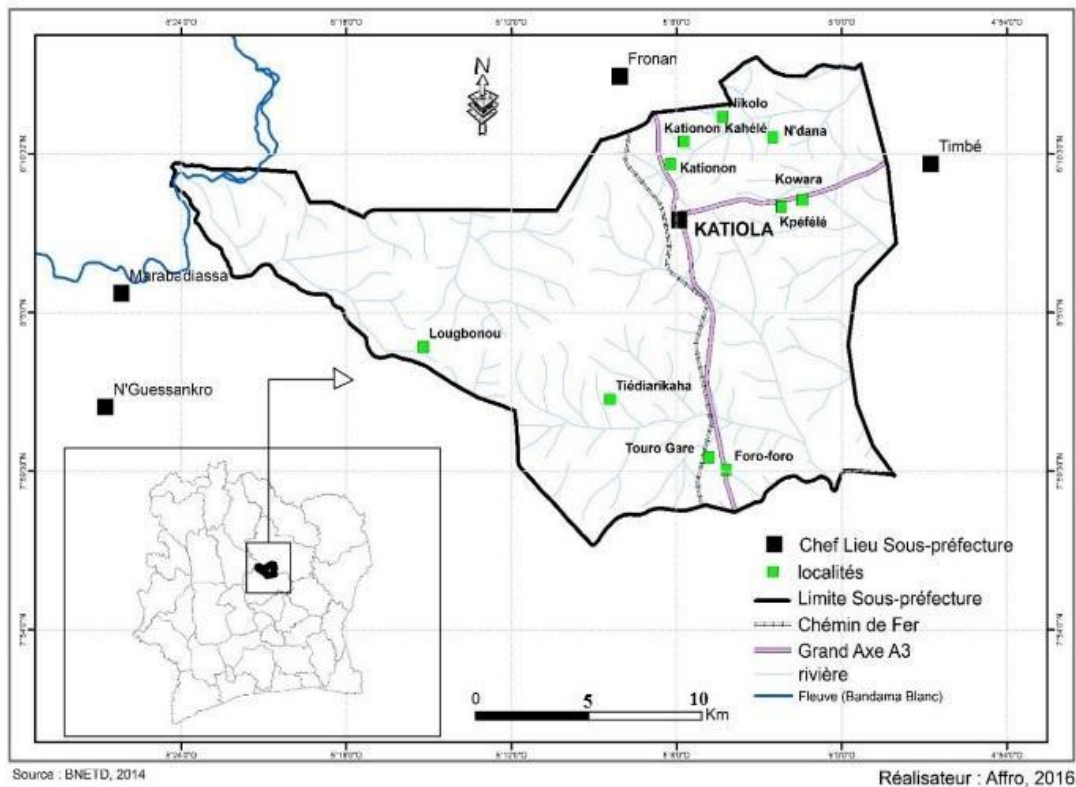 N
Fronan
Nikolo
Kationon Kahélé
N'dana
Timbé
Kationon
Kowara
Kpéfélé
KATIOLA
Marabadiassa
Lougbonou
N'Guessankro
Tiédiarikaha
Touro Gare
Foro-foro
Chef Lieu Sous-préfecture
localités
Limite Sous-préfecture
Chémin de Fer
Grand Axe A3
rivière
Fleuve (Bandama Blanc)
0 5 10
Km
Source : BNETD, 2014
Réalisateur : Affro, 2016